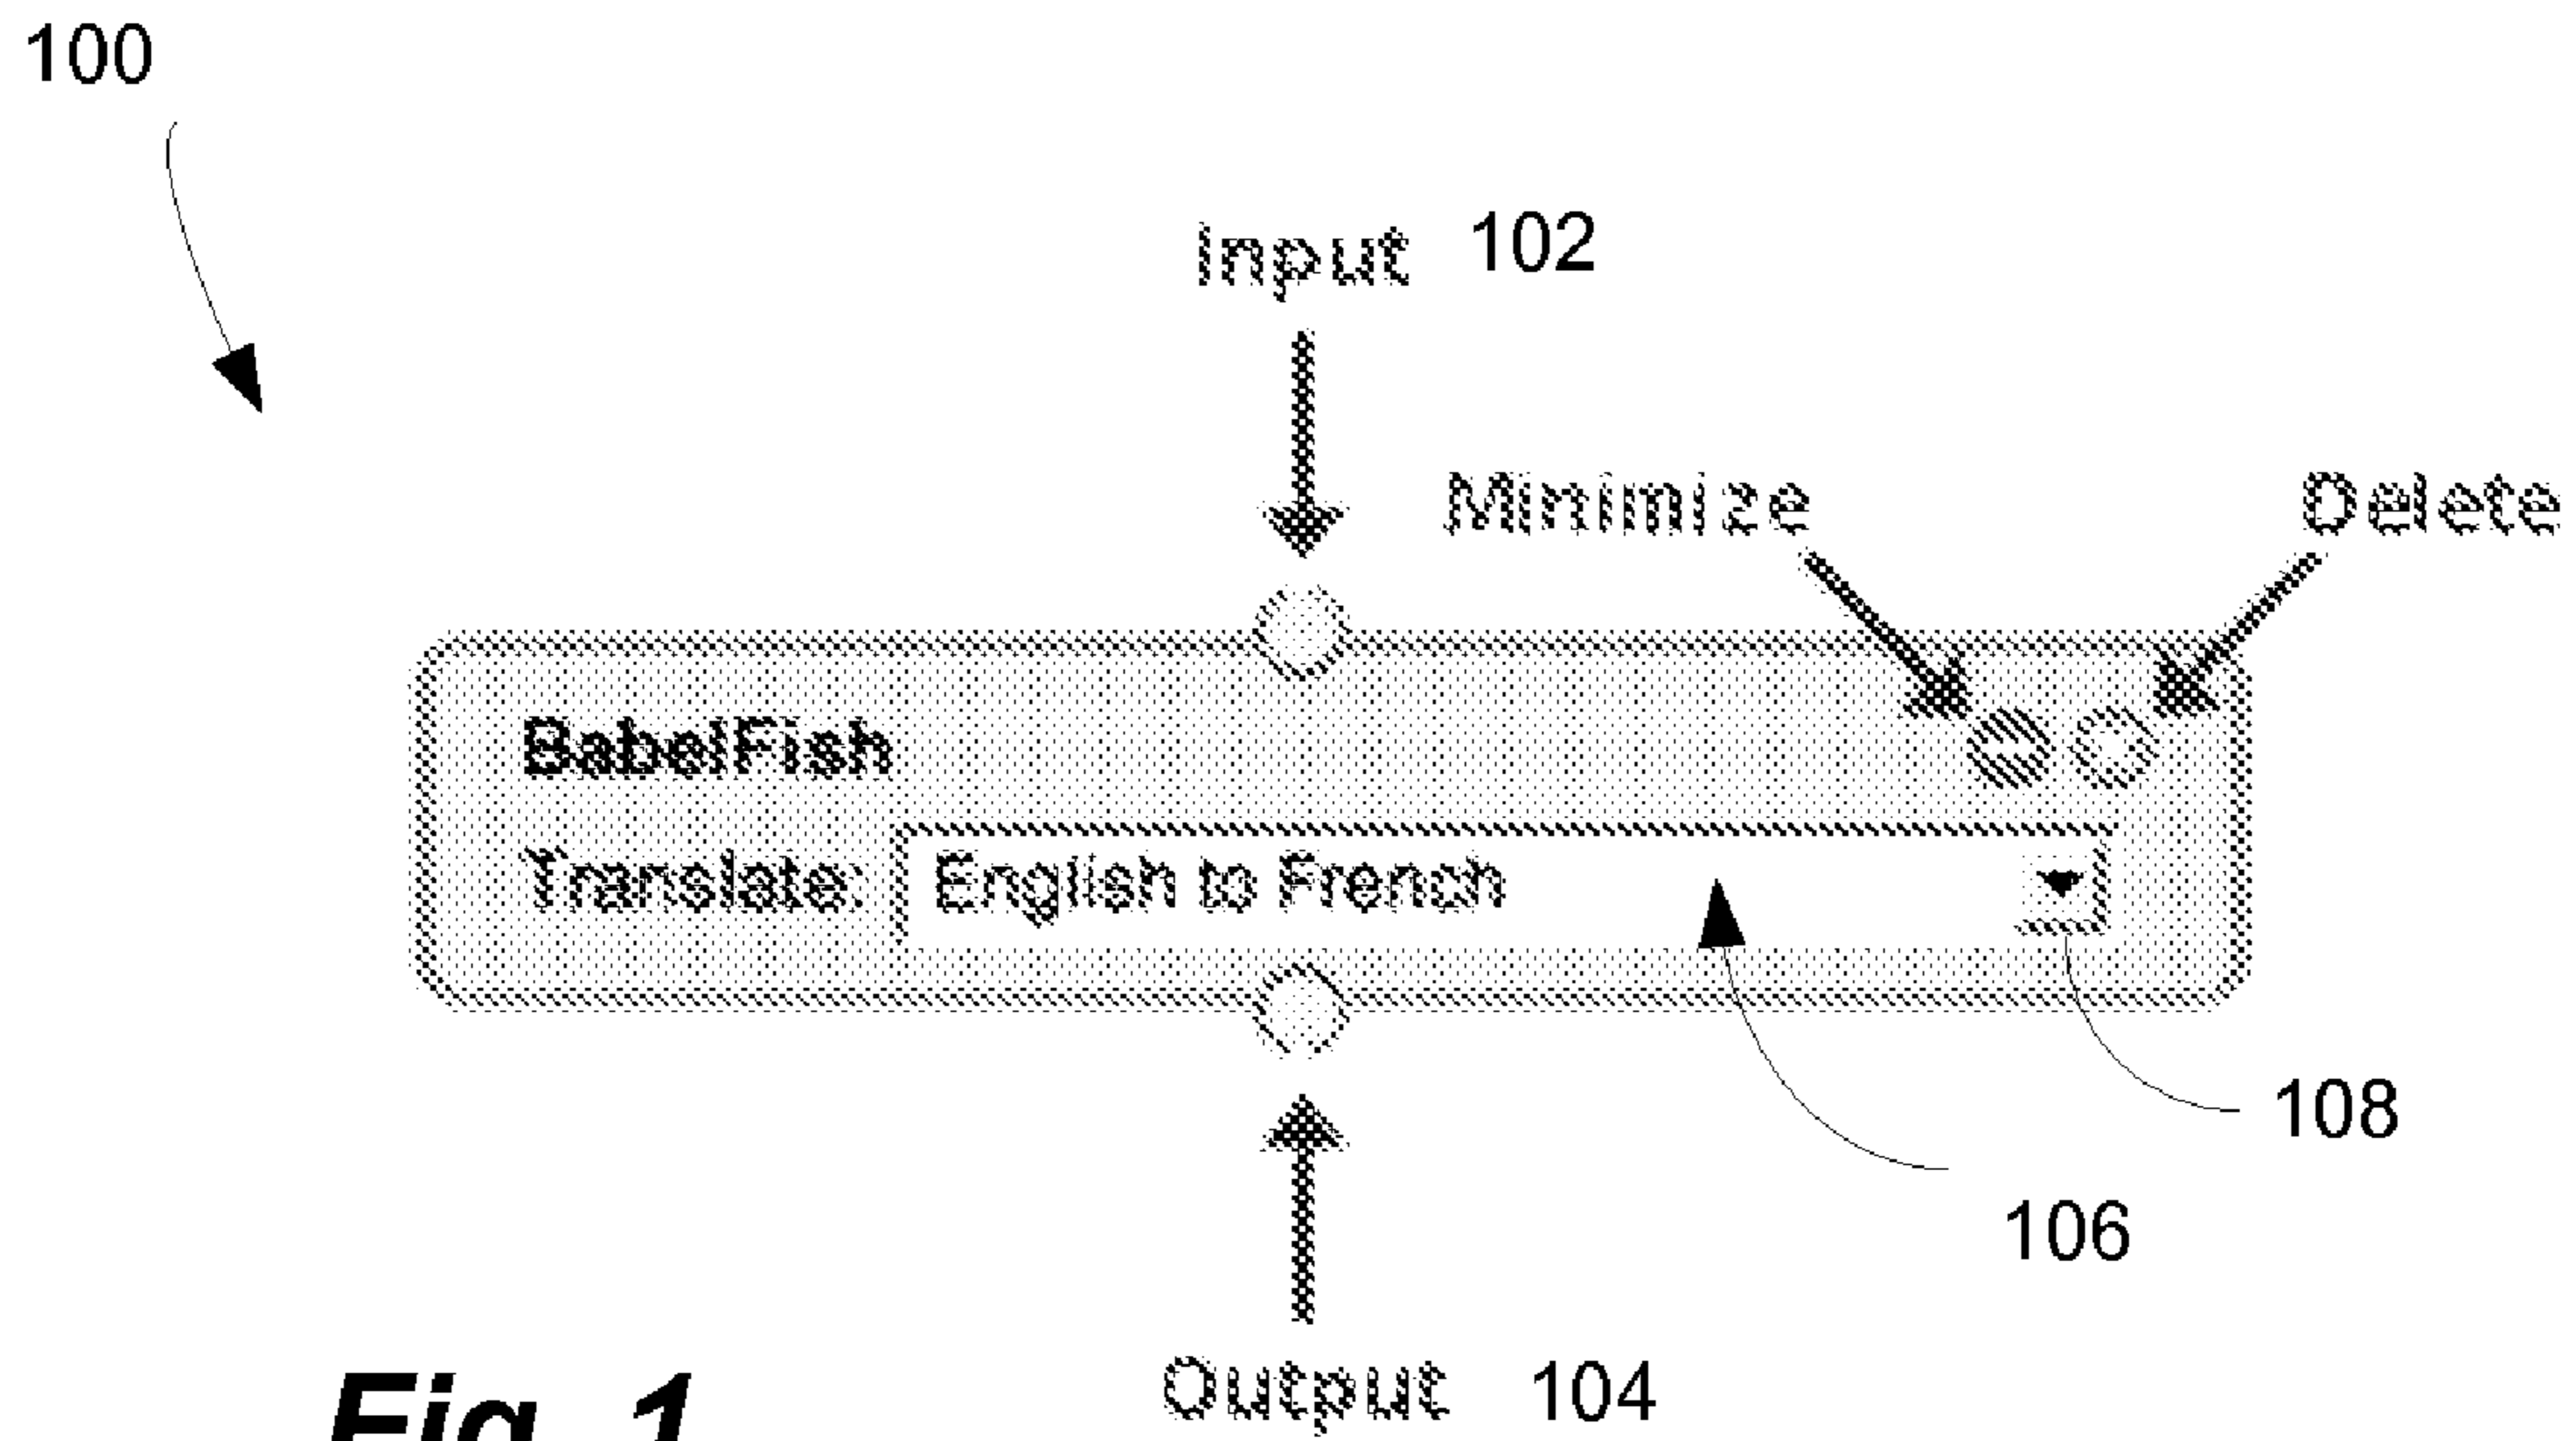 100
Input 102
Minimize
Delete
BabelFish
Translate: English to French
108
106
Output 104
Fig. 1